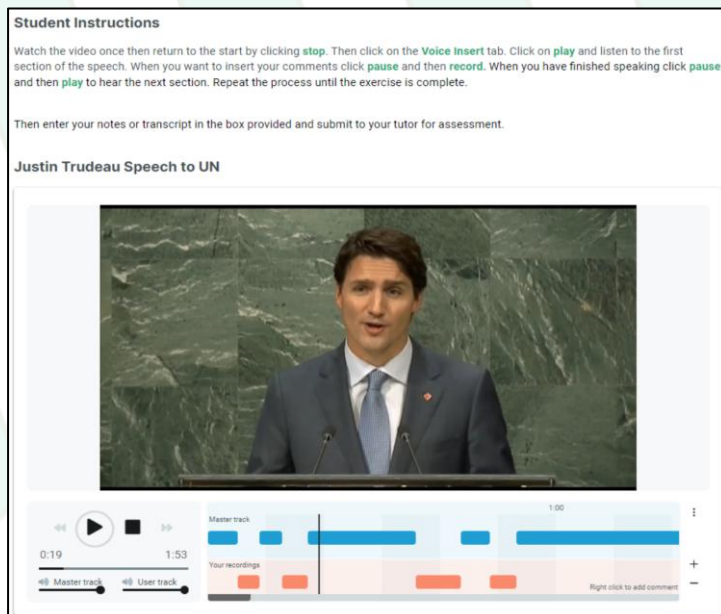 Student Instructions
Watch the video once then return to the start by clicking stop. Then click on the Voice Insert tab. Click on play and listen to the first
section of the speech. When you want to insert your comments click pause and then record. When you have finished speaking click pause
and then play to hear the next section. Repeat the process until the exercise is complete.
Then enter your notes or transcript in the box provided and submit to your tutor for assessment.
Justin Trudeau Speech to UN
1:00
Master track
0:19 1:53
Your recordings
Master track User track
Right click to add comment